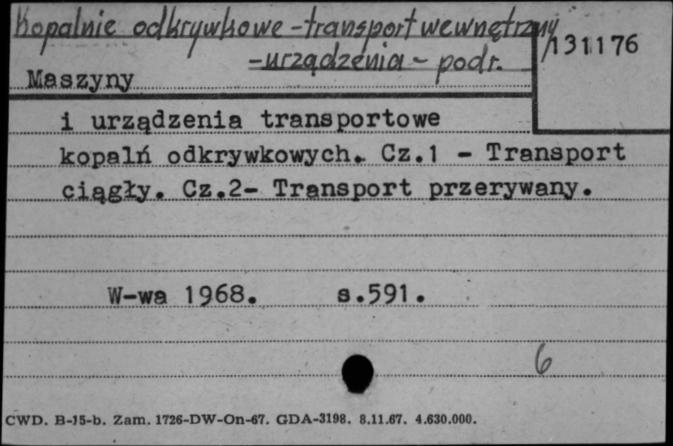 Kopalnie odkrywkowe - transport wewnętrzny
- urządzenia - podr.
131176
Maszyny
i urządzenia transportowe
kopalń odkrywkowych. Cz.1 - Transport
ciągły. Cz.2- Transport przerywany.
W-wa 1968. s.591.
6
CWD. B-15-b. Zam. 1726-DW-On-67. GDA-3198. 8.11.67. 4.630.000.